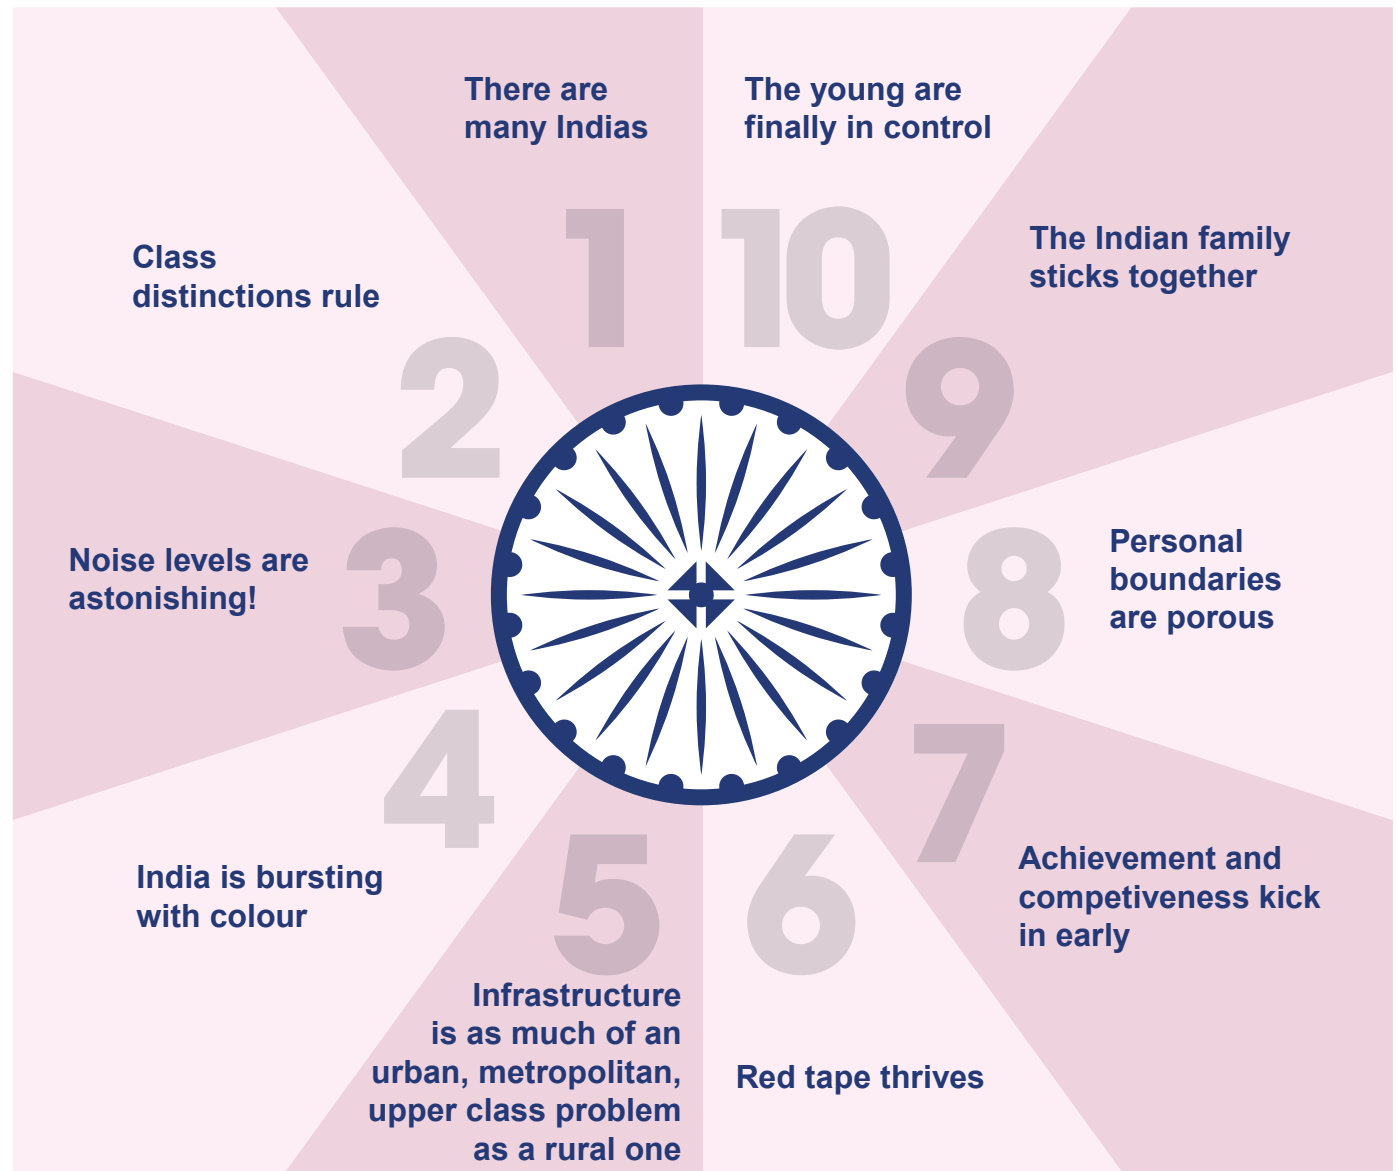 There are
many Indias
1
Class
distinctions rule
2
Noise levels are
astonishing!
3
India is bursting
with colour
4
5
Infrastructure
is as much of an
urban, metropolitan,
upper class problem
as a rural one
6
Red tape thrives
7
Achievement and
competiveness kick
in early
8
Personal
boundaries
are porous
9
The Indian family
sticks together
10
The young are
finally in control